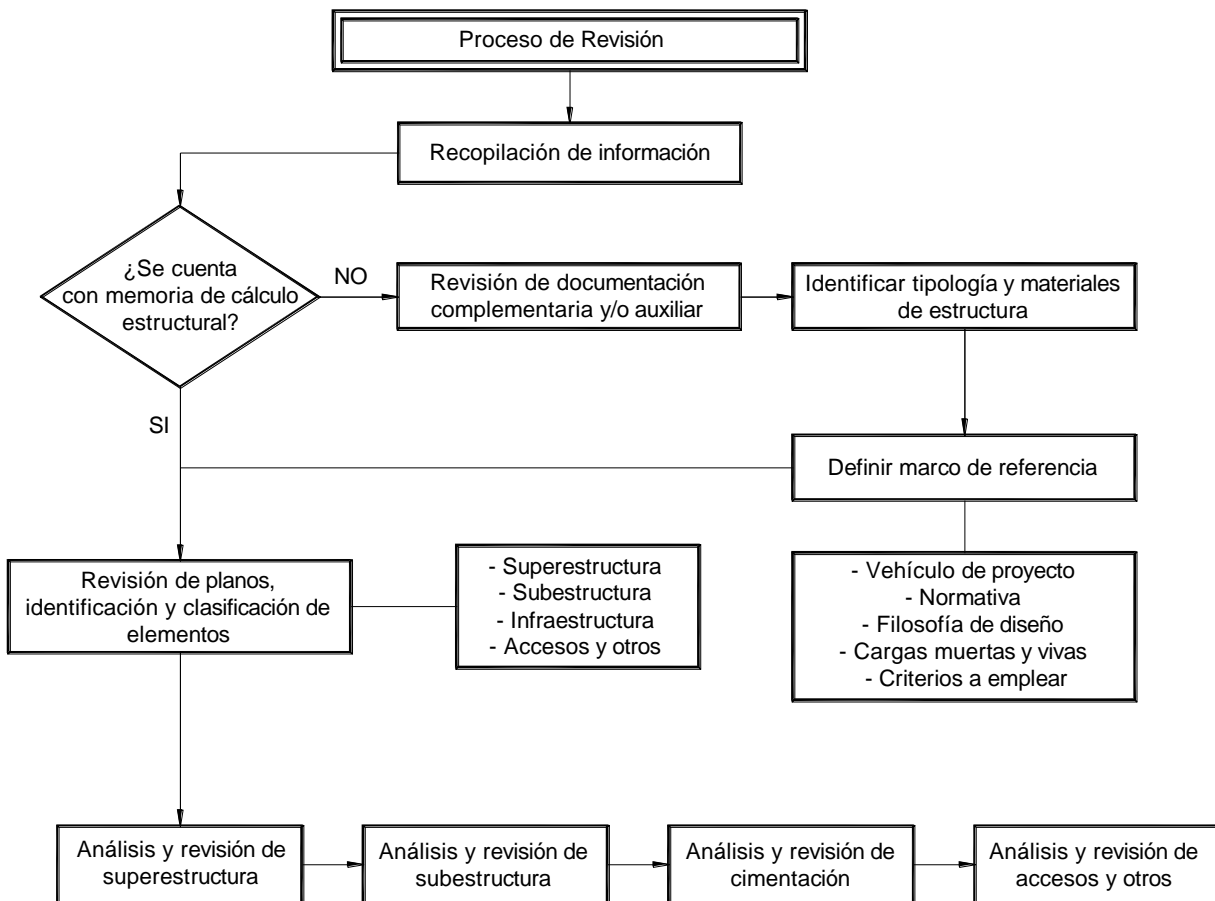 Proceso de Revisión
Recopilación de información
¿Se cuenta
con memoria de cálculo
estructural?
NO
Revisión de documentación
complementaria y/o auxiliar
Identificar tipología y materiales
de estructura
SI
Definir marco de referencia
Revisión de planos,
identificación y clasificación de
elementos
- Superestructura
- Subestructura
- Infraestructura
- Accesos y otros
- Vehículo de proyecto
- Normativa
- Filosofía de diseño
- Cargas muertas y vivas
- Criterios a emplear
Análisis y revisión de
superestructura
Análisis y revisión de
subestructura
Análisis y revisión de
cimentación
Análisis y revisión de
accesos y otros